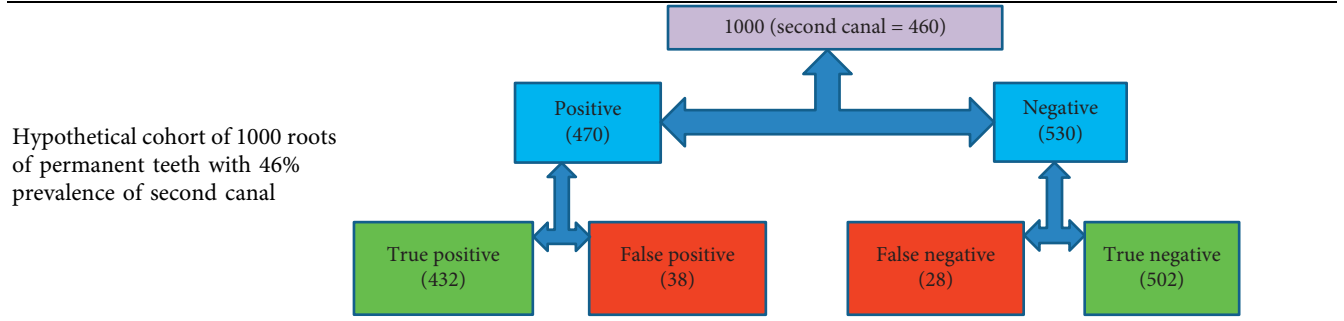 1000 (second canal = 460)
Positive
(470)
Negative
(530)
Hypothetical cohort of 1000 roots
of permanent teeth with 46%
prevalence of second canal
True positive
(432)
False positive
(38)
False negative
(28)
True negative
(502)